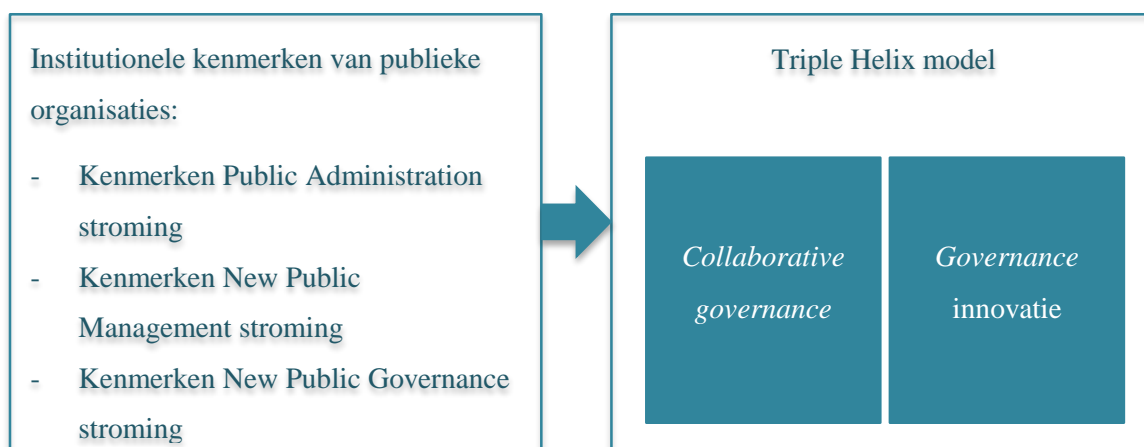 Institutionele kenmerken van publieke
organisaties:
- Kenmerken Public Administration
stroming
- Kenmerken New Public
Management stroming
- Kenmerken New Public Governance
stroming
Triple Helix model
Collaborative
governance
Governance
innovatie